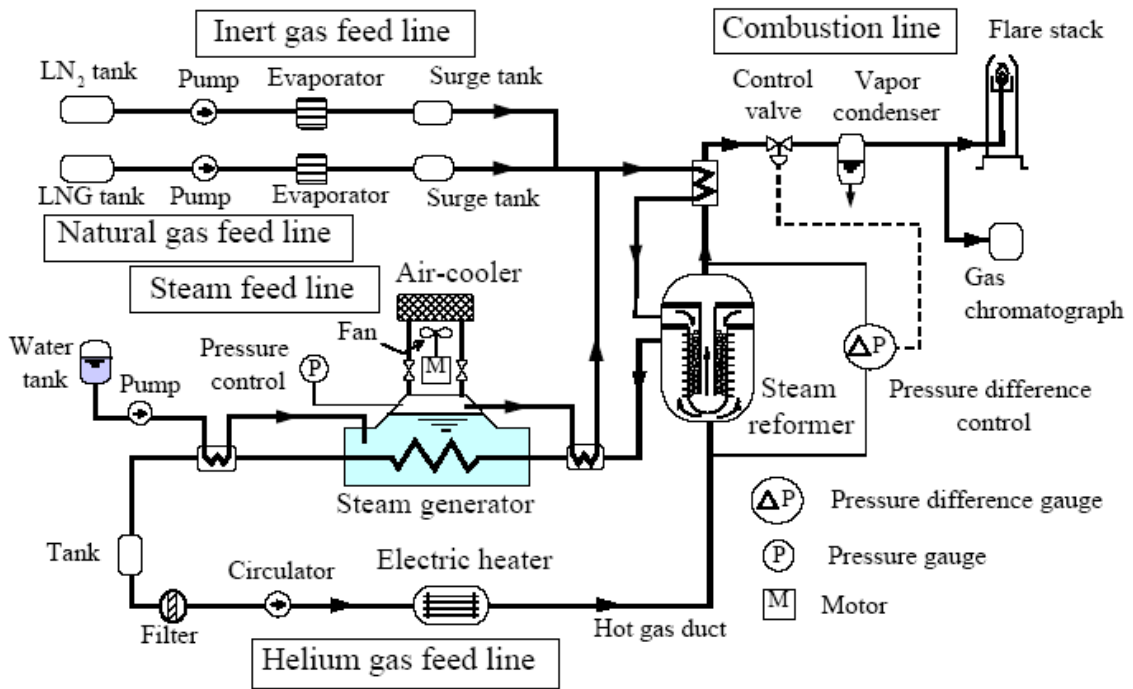 Inert gas feed line
Combustion line
Flare stack
LN2 tank
Pump
Evaporator
Surge tank
Control
valve
Vapor
condenser
LNG tank
Pump
Evaporator
Surge tank
Natural gas feed line
Steam feed line
Air-cooler
Gas
chromatograph
Fan
Water
tank
Pressure
control
P
M
ΔP
Pump
Steam
reformer
Pressure difference
control
Steam generator
ΔP
Pressure difference gauge
Tank
Circulator
Electric heater
P
Pressure gauge
M
Motor
Filter
Hot gas duct
Helium gas feed line